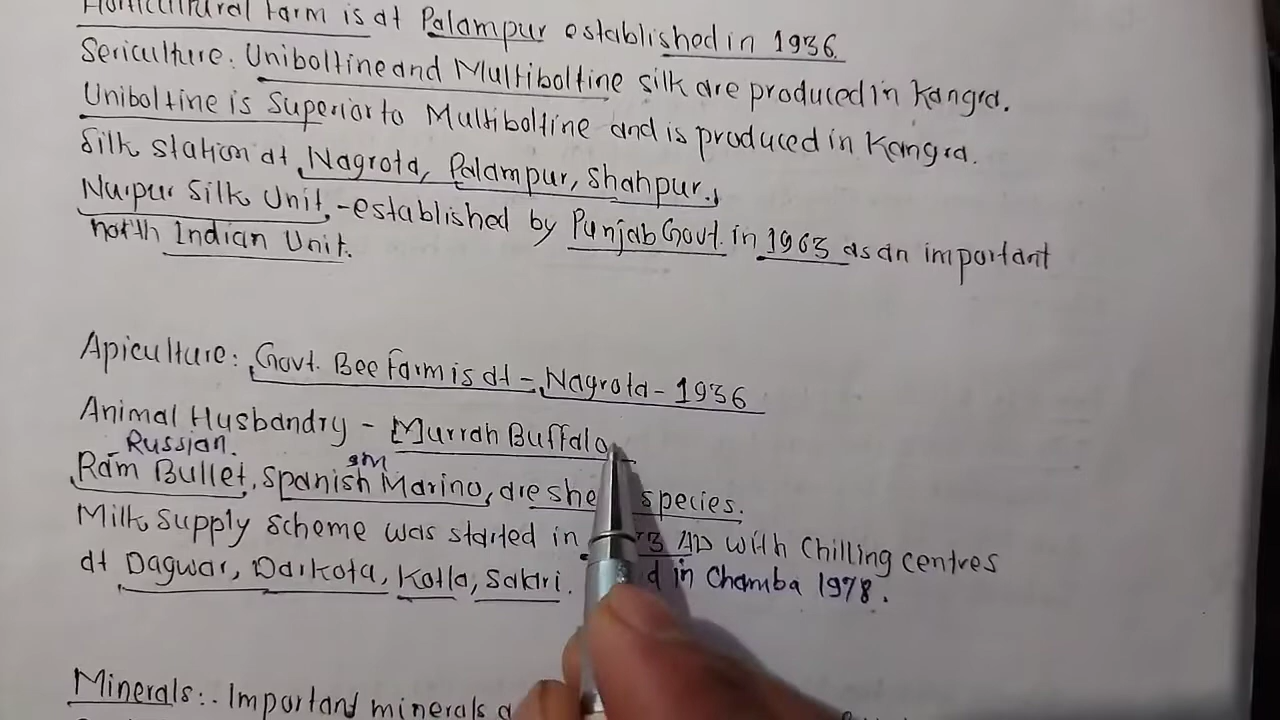 Horticultural Farm is at Palampur established in 1936.
Sericulture: Uniboltine and Multiboltine silk are produced in Kangra.
Uniboltine is Superior to Multiboltine and is produced in Kangra.
Silk station at Nagrota, Palampur, Shahpur.
Nurpur Silk Unit, - established by Punjab Govt. in 1963 as an important
north Indian Unit.
Apiculture: Govt. Bee Farm is at - Nagrota - 1936
Animal Husbandry - Murrah Buffalo
Russian.
Ram Bullet, Spanish Marino, are species.
Milk Supply Scheme was started in AD with Chilling centres
at Dagwar, Darkota, Kotla, Salari. in Chamba 1978.
Minerals:. Important minerals